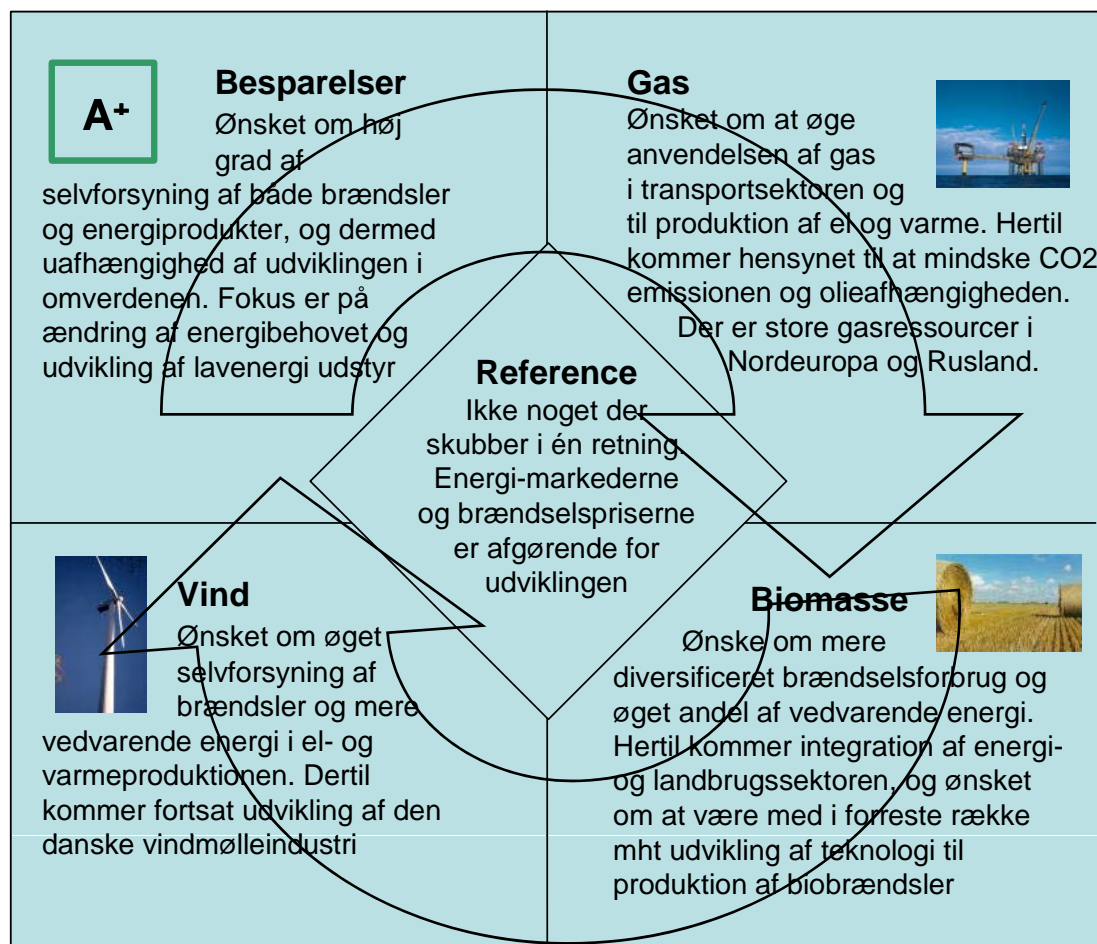 A+
Besparelser
Ønsket om høj
grad af
selvforsyning af både brændsler
og energiprodukter, og dermed
uafhængighed af udviklingen i
omverdenen. Fokus er på
ændring af energibehovet og
udvikling af lavenergi udstyr
Gas
Ønsket om at øge
anvendelsen af gas
i transportsektoren og
til produktion af el og varme. Hertil
kommer hensynet til at mindske CO2
emissionen og olieafhængigheden.
Der er store gasressourcer i
Nordeuropa og Rusland.
Reference
Ikke noget der
skubber i én retning.
Energi-markederne
og brændselspriserne
er afgørende for
udviklingen
Vind
Ønsket om øget
selvforsyning af
brændsler og mere
vedvarende energi i el- og
varmeproduktionen. Dertil
kommer fortsat udvikling af den
danske vindmølleindustri
Biomasse
Ønske om mere
diversificeret brændselsforbrug og
øget andel af vedvarende energi.
Hertil kommer integration af energi-
og landbrugssektoren, og ønsket
om at være med i forreste række
mht udvikling af teknologi til
produktion af biobrændsler